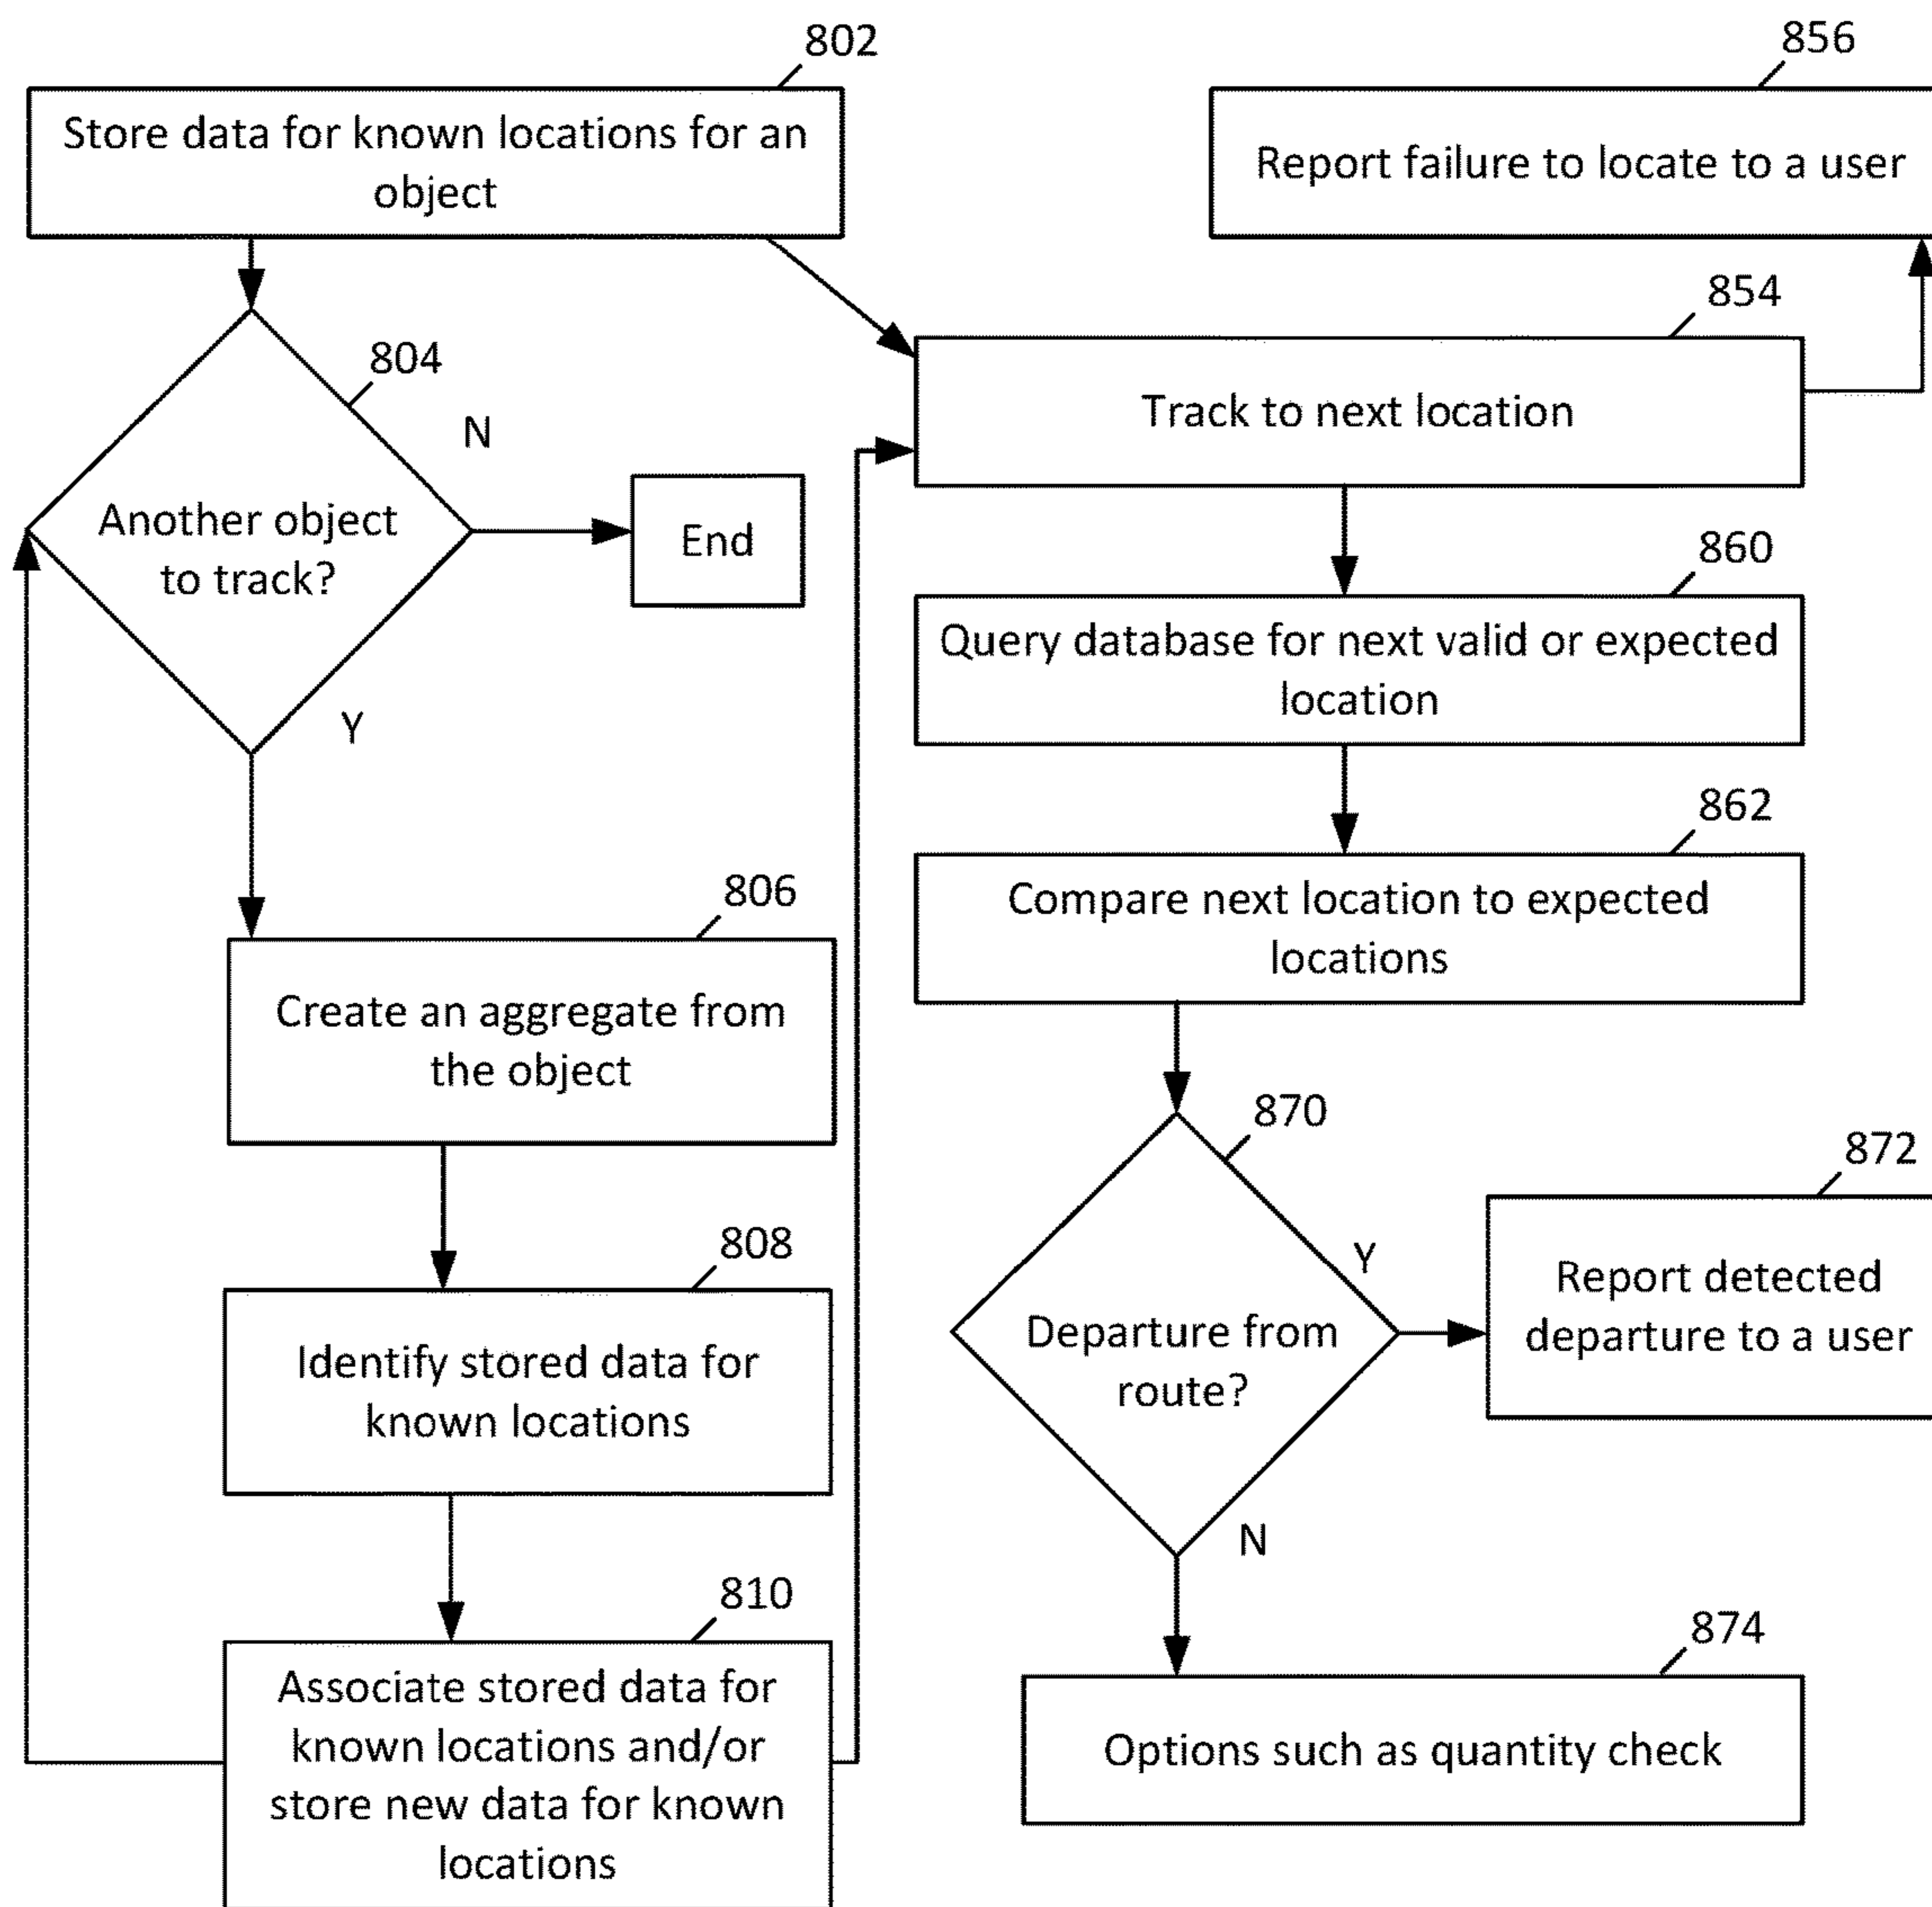 802
Store data for known locations for an
object
804
N
Another object
to track?
Y
End
806
Create an aggregate from
the object
808
Identify stored data for
known locations
810
Associate stored data for
known locations and/or
store new data for known
locations
856
Report failure to locate to a user
854
Track to next location
860
Query database for next valid or expected
location
862
Compare next location to expected
locations
870
Departure from
route?
Y
N
872
Report detected
departure to a user
874
Options such as quantity check